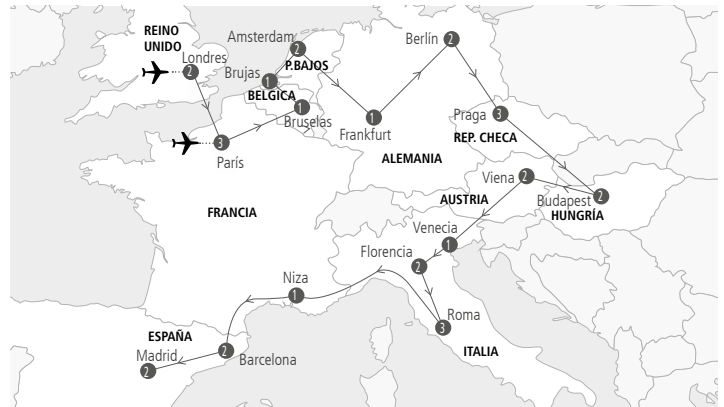 REINO
UNIDO
Londres
2
Amsterdam
2
P.BAJOS
Brujas
1
BELGICA
1
Bruselas
3
París
Berlín
2
1
Frankfurt
ALEMANIA
Praga
3
REP. CHECA
Viena
2
AUSTRIA
Budapest
2
HUNGRÍA
FRANCIA
Venecia
1
Florencia
2
Niza
1
Roma
3
ITALIA
ESPAÑA
Madrid
2
2
Barcelona